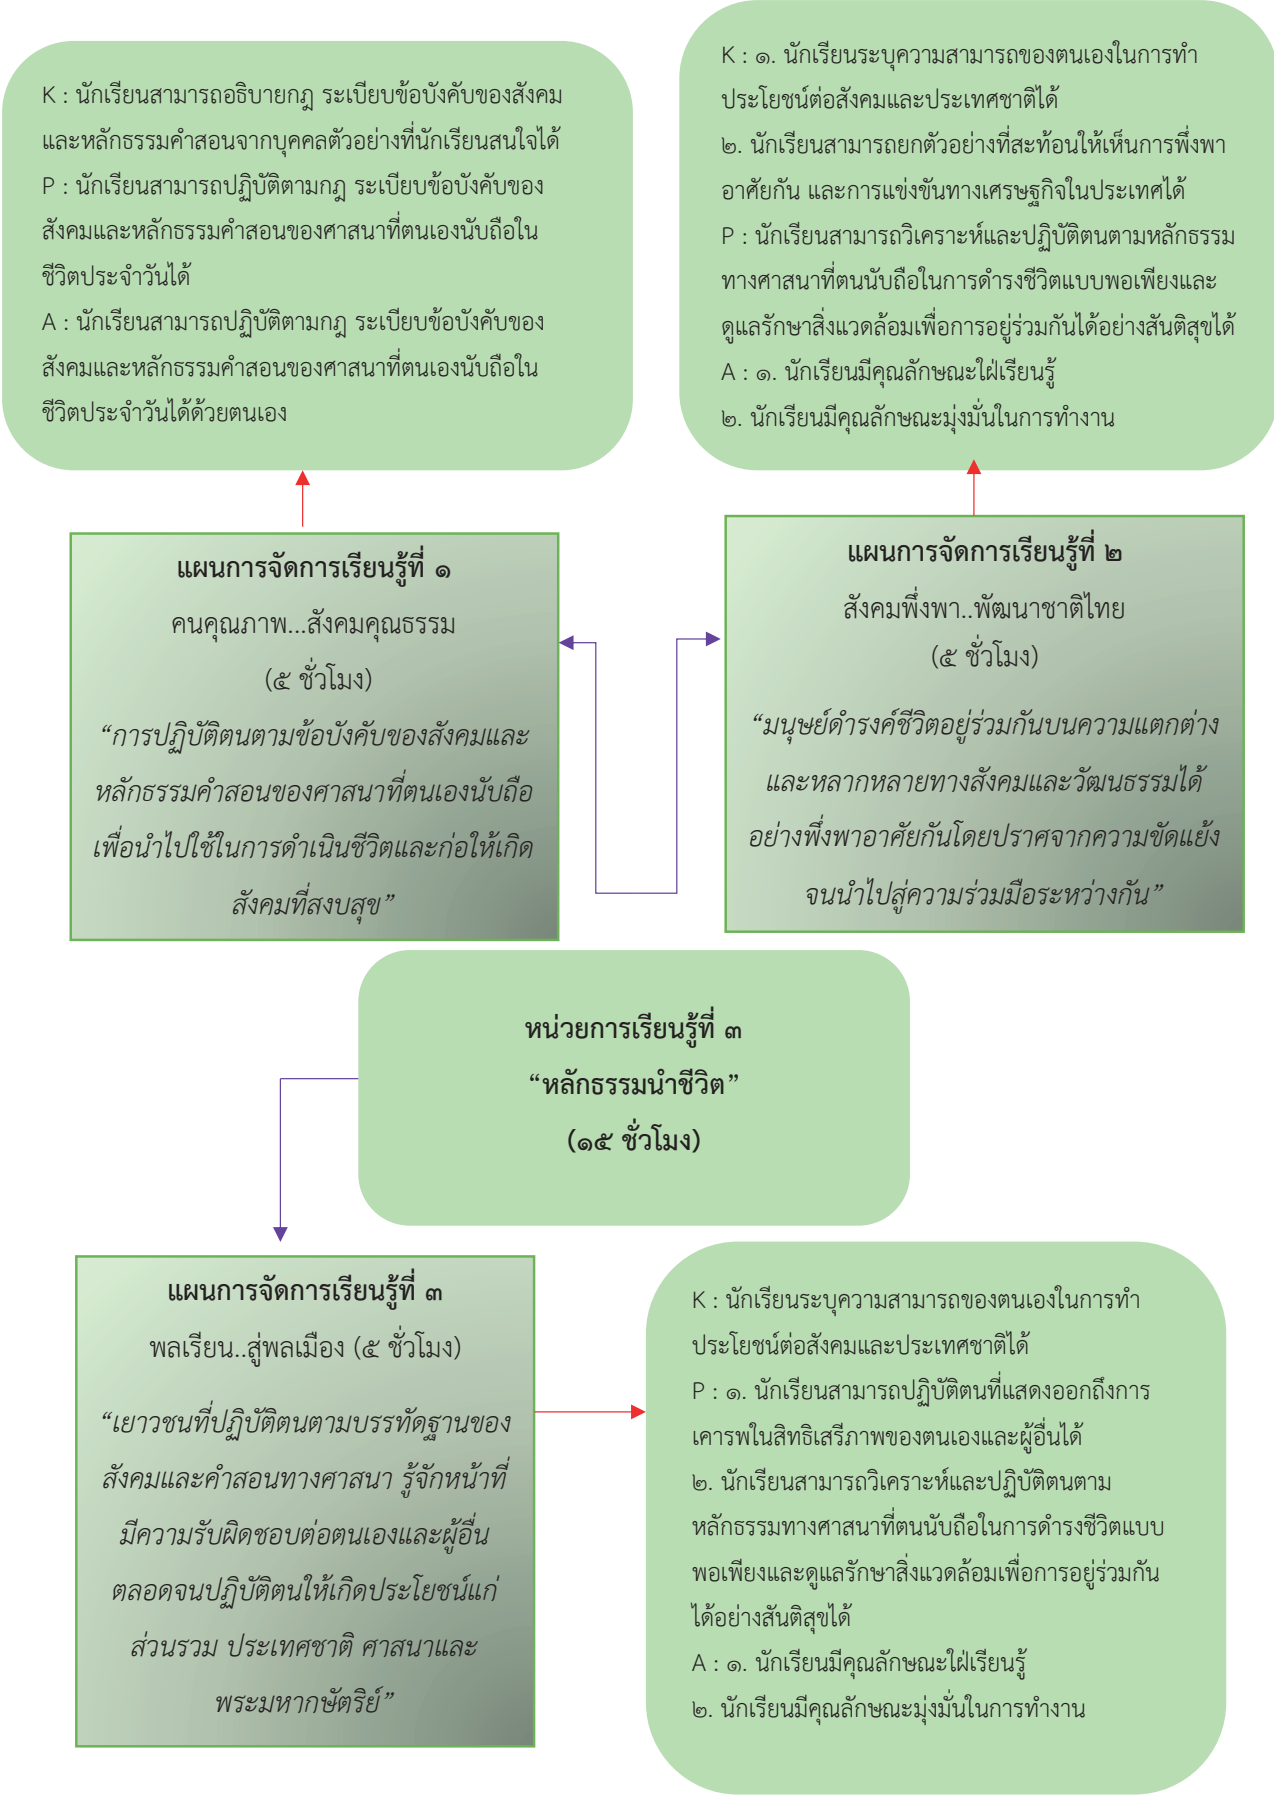 K : นักเรียนสามารถอธิบายกฎ ระเบียบข้อบังคับของสังคม
และหลักธรรมคำสอนจากบุคคลตัวอย่างที่นักเรียนสนใจได้
P : นักเรียนสามารถปฏิบัติตามกฎ ระเบียบข้อบังคับของ
สังคมและหลักธรรมคำสอนของศาสนาที่ตนเองนับถือใน
ชีวิตประจำวันได้
A : นักเรียนสามารถปฏิบัติตามกฎ ระเบียบข้อบังคับของ
สังคมและหลักธรรมคำสอนของศาสนาที่ตนเองนับถือใน
ชีวิตประจำวันได้ด้วยตนเอง
K : ๑. นักเรียนระบุความสามารถของตนเองในการทำ
ประโยชน์ต่อสังคมและประเทศชาติได้
๒. นักเรียนสามารถยกตัวอย่างที่สะท้อนให้เห็นการพึ่งพา
อาศัยกัน และการแข่งขันทางเศรษฐกิจในประเทศได้
P : นักเรียนสามารถวิเคราะห์และปฏิบัติตนตามหลักธรรม
ทางศาสนาที่ตนนับถือในการดำรงชีวิตแบบพอเพียงและ
ดูแลรักษาสิ่งแวดล้อมเพื่อการอยู่ร่วมกันได้อย่างสันติสุขได้
A : ๑. นักเรียนมีคุณลักษณะใฝ่เรียนรู้
๒. นักเรียนมีคุณลักษณะมุ่งมั่นในการทำงาน
แผนการจัดการเรียนรู้ที่ ๑
คนคุณภาพ...สังคมคุณธรรม
(๕ ชั่วโมง)
“การปฏิบัติตนตามข้อบังคับของสังคมและ
หลักธรรมคำสอนของศาสนาที่ตนเองนับถือ
เพื่อนำไปใช้ในการดำเนินชีวิตและก่อให้เกิด
สังคมที่สงบสุข”
แผนการจัดการเรียนรู้ที่ ๒
สังคมพึ่งพา..พัฒนาชาติไทย
(๕ ชั่วโมง)
“มนุษย์ดำรงค์ชีวิตอยู่ร่วมกันบนความแตกต่าง
และหลากหลายทางสังคมและวัฒนธรรมได้
อย่างพึ่งพาอาศัยกันโดยปราศจากความขัดแย้ง
จนนำไปสู่ความร่วมมือระหว่างกัน”
หน่วยการเรียนรู้ที่ ๓
“หลักธรรมนำชีวิต”
(๑๕ ชั่วโมง)
แผนการจัดการเรียนรู้ที่ ๓
พลเรียน..สู่พลเมือง (๕ ชั่วโมง)
“เยาวชนที่ปฏิบัติตนตามบรรทัดฐานของ
สังคมและคำสอนทางศาสนา รู้จักหน้าที่
มีความรับผิดชอบต่อตนเองและผู้อื่น
ตลอดจนปฏิบัติตนให้เกิดประโยชน์แก่
ส่วนรวม ประเทศชาติ ศาสนาและ
พระมหากษัตริย์”
K : นักเรียนระบุความสามารถของตนเองในการทำ
ประโยชน์ต่อสังคมและประเทศชาติได้
P : ๑. นักเรียนสามารถปฏิบัติตนที่แสดงออกถึงการ
เคารพในสิทธิเสรีภาพของตนเองและผู้อื่นได้
๒. นักเรียนสามารถวิเคราะห์และปฏิบัติตนตาม
หลักธรรมทางศาสนาที่ตนนับถือในการดำรงชีวิตแบบ
พอเพียงและดูแลรักษาสิ่งแวดล้อมเพื่อการอยู่ร่วมกัน
ได้อย่างสันติสุขได้
A : ๑. นักเรียนมีคุณลักษณะใฝ่เรียนรู้
๒. นักเรียนมีคุณลักษณะมุ่งมั่นในการทำงาน